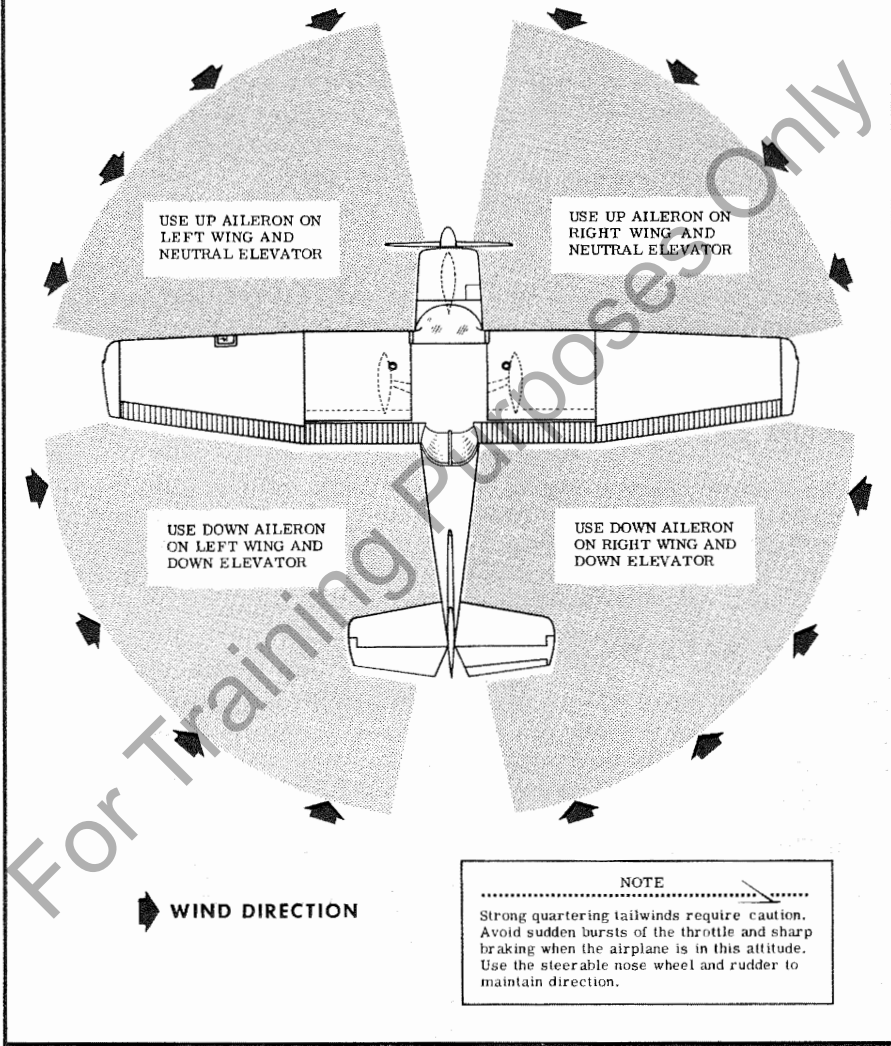 USE UP AILERON ON
LEFT WING AND
NEUTRAL ELEVATOR
USE UP AILERON ON
RIGHT WING AND
NEUTRAL ELEVATOR
USE DOWN AILERON
ON LEFT WING AND
DOWN ELEVATOR
USE DOWN AILERON
ON RIGHT WING AND
DOWN ELEVATOR
For Training Purposes Only
WIND DIRECTION
NOTE
Strong quartering tailwinds require caution.
Avoid sudden bursts of the throttle and sharp
braking when the airplane is in this attitude.
Use the steerable nose wheel and rudder to
maintain direction.